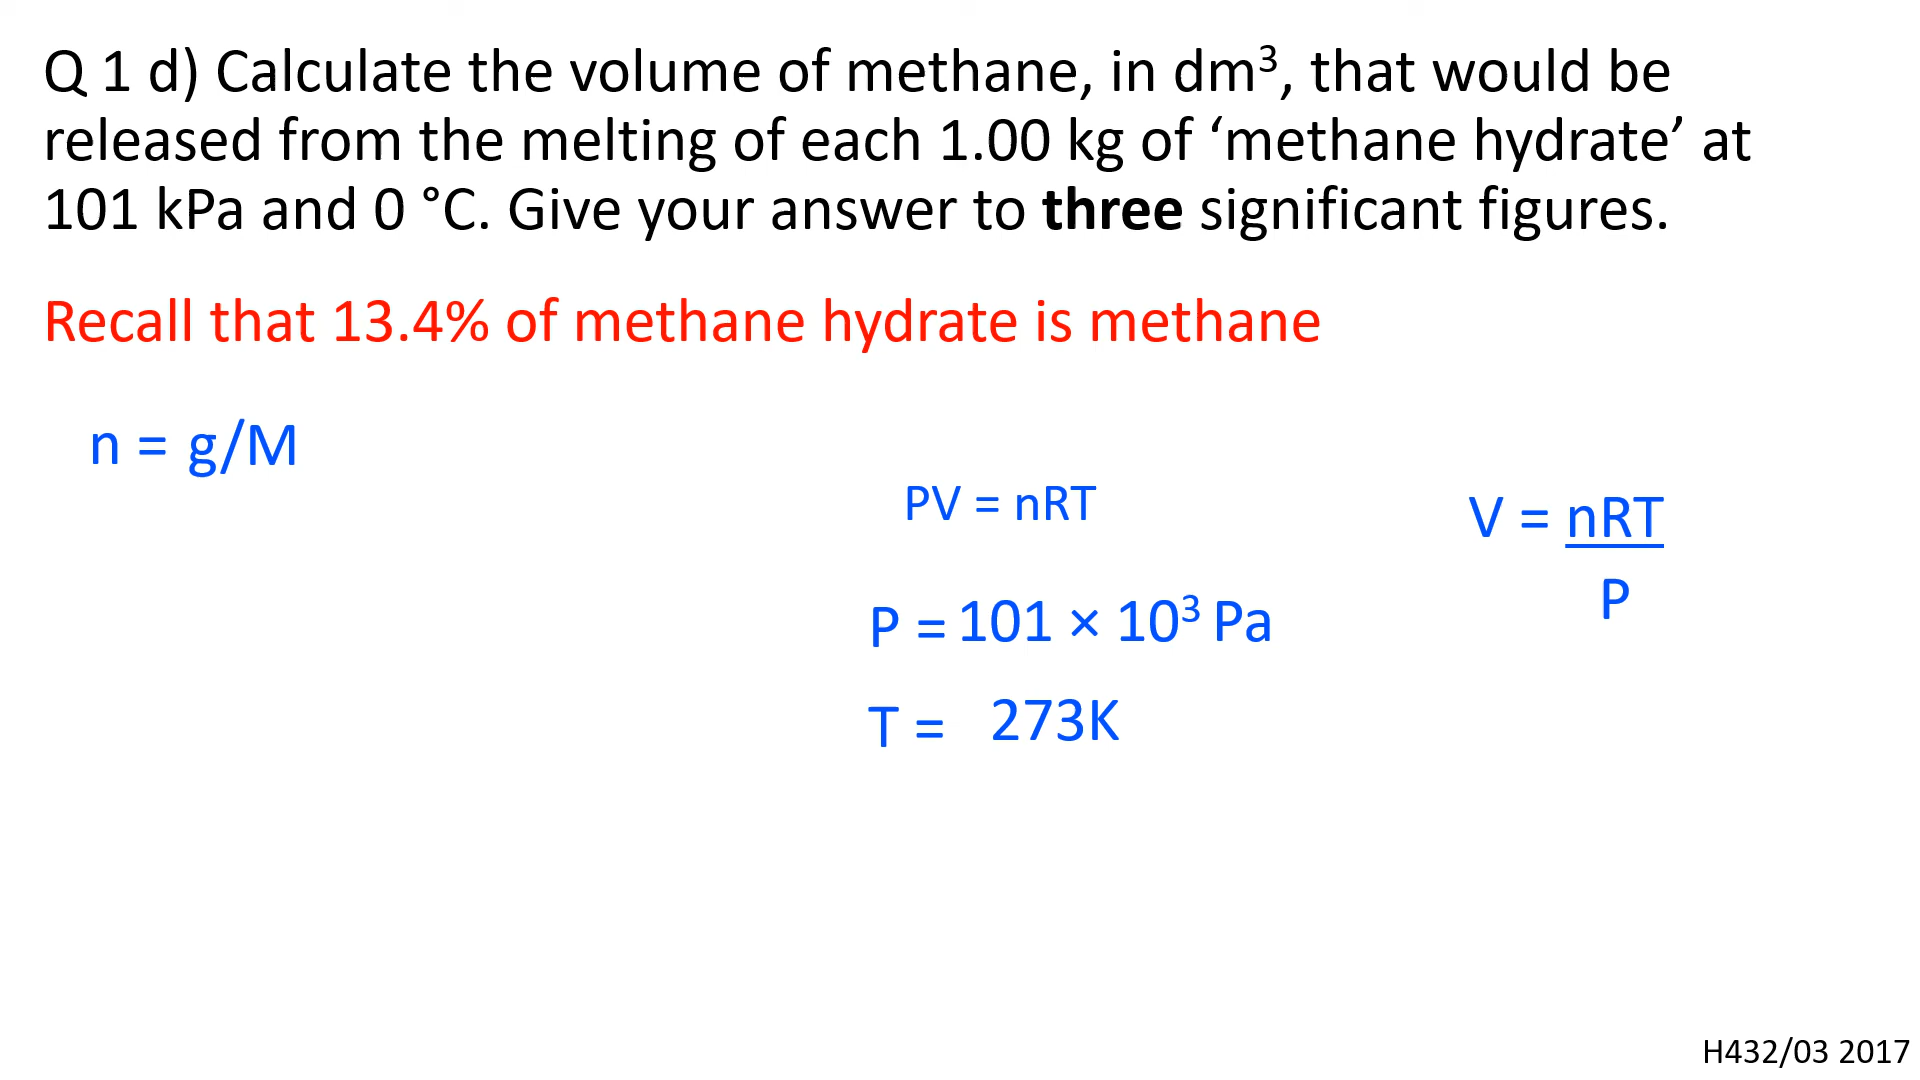 Q 1 d) Calculate the volume of methane, in dm³, that would be
released from the melting of each 1.00 kg of ‘methane hydrate’ at
101 kPa and 0 °C. Give your answer to three significant figures.
Recall that 13.4% of methane hydrate is methane
n = g/M
PV = nRT
V = nRT
P
P = 101 × 10³ Pa
T = 273K
H432/03 2017